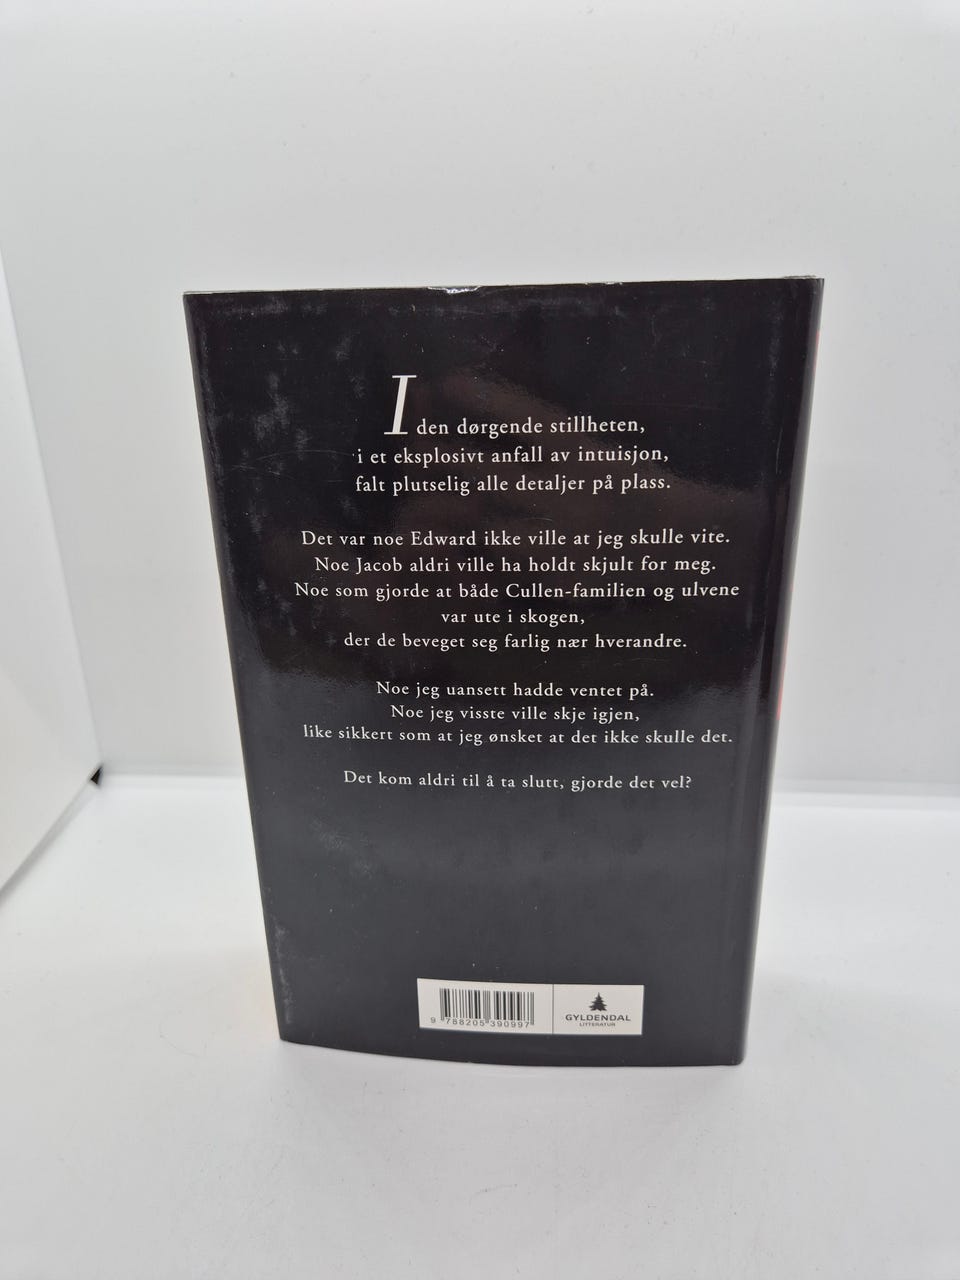 I den dørgende stillheten,
i et eksplosivt anfall av intuisjon,
falt plutselig alle detaljer på plass.
Det var noe Edward ikke ville at jeg skulle vite.
Noe Jacob aldri ville ha holdt skjult for meg.
Noe som gjorde at både Cullen-familien og ulvene
var ute i skogen,
der de beveget seg farlig nær hverandre.
Noe jeg uansett hadde ventet på.
Noe jeg visste ville skje igjen,
like sikkert som at jeg ønsket at det ikke skulle det.
Det kom aldri til å ta slutt, gjorde det vel?
9 788205 390997
GYLDENDAL
LITTERATUR